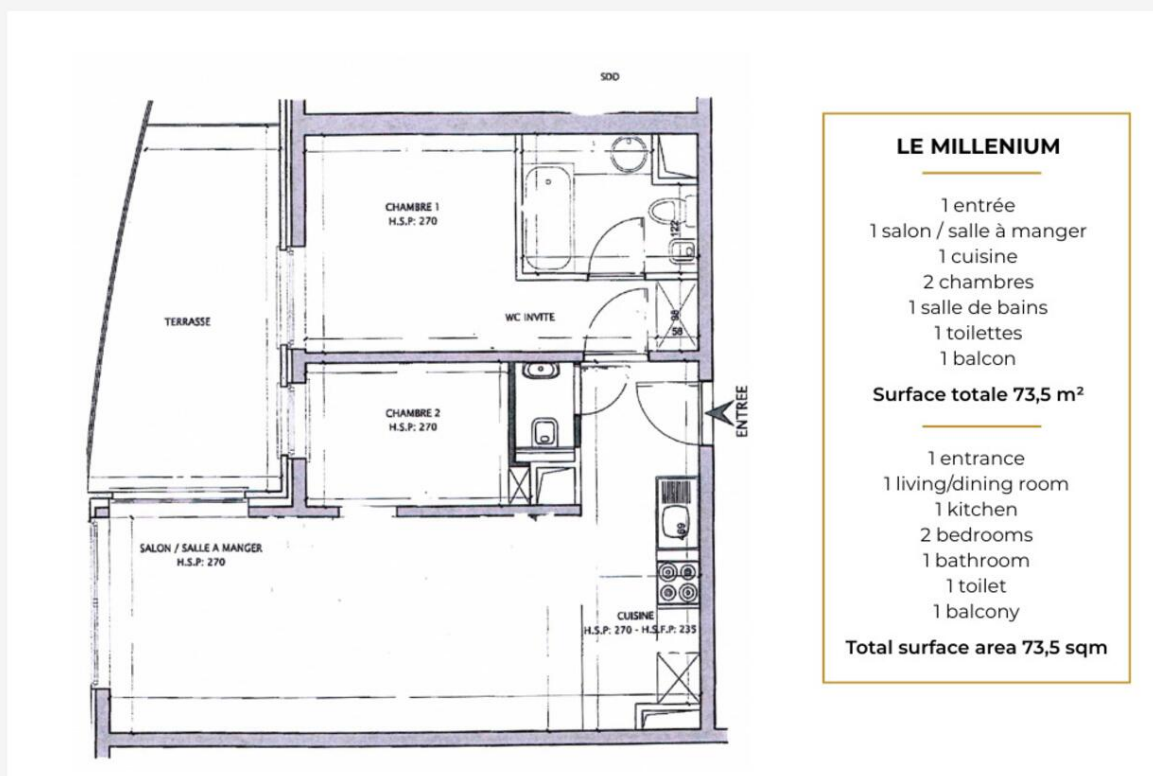 SDD
CHAMBRE 1
H.S.P: 270
122
TERRASSE
WC INVITE
98
58
CHAMBRE 2
H.S.P: 270
ENTREE
SALON / SALLE A MANGER
H.S.P: 270
CUISINE
H.S.P: 270 - H.S.F.P: 235
LE MILLENIUM
1 entrée
1 salon / salle à manger
1 cuisine
2 chambres
1 salle de bains
1 toilettes
1 balcon
Surface totale 73,5 m²
1 entrance
1 living/dining room
1 kitchen
2 bedrooms
1 bathroom
1 toilet
1 balcony
Total surface area 73,5 sqm